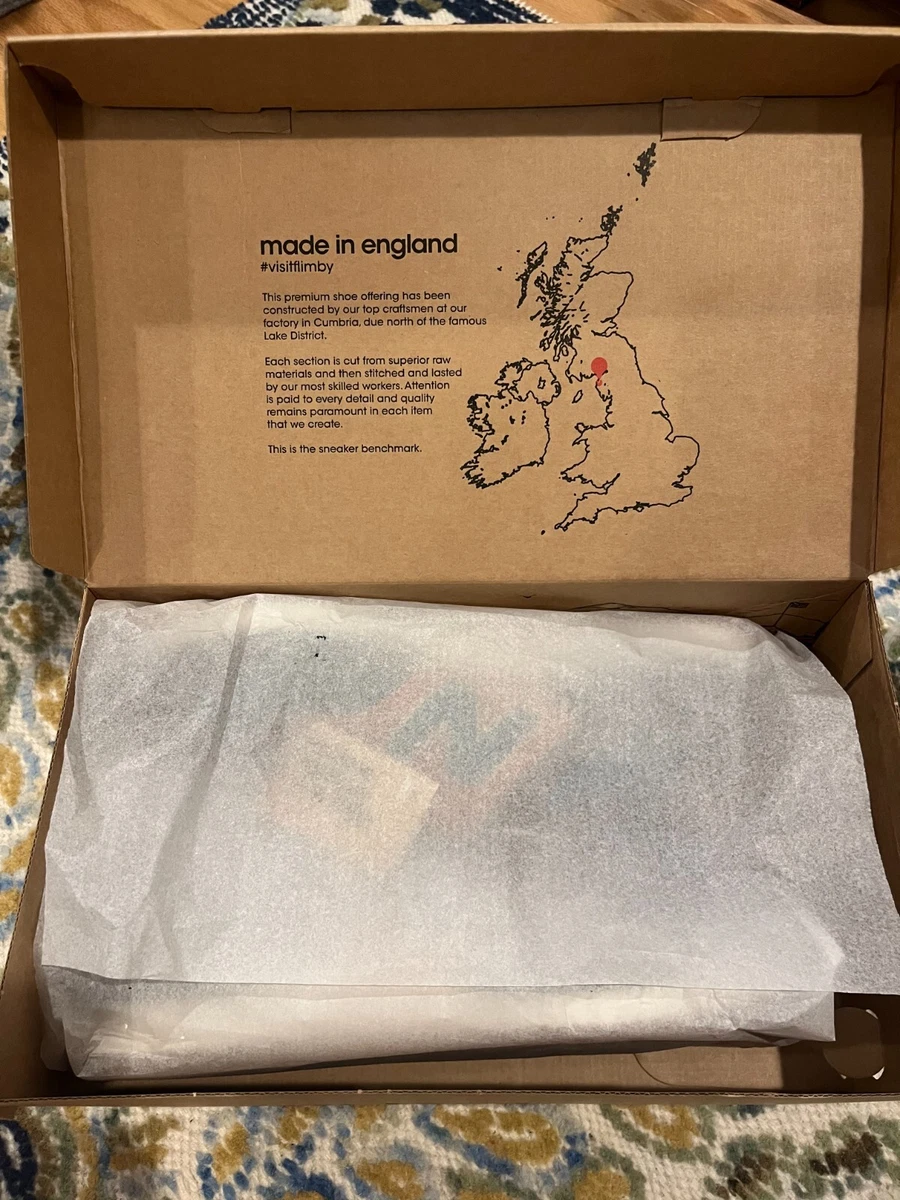 made in england
#visitflimby
This premium shoe offering has been
constructed by our top craftsmen at our
factory in Cumbria, due north of the famous
Lake District.
Each section is cut from superior raw
materials and then stitched and lasted
by our most skilled workers. Attention
is paid to every detail and quality
remains paramount in each item
that we create.
This is the sneaker benchmark.